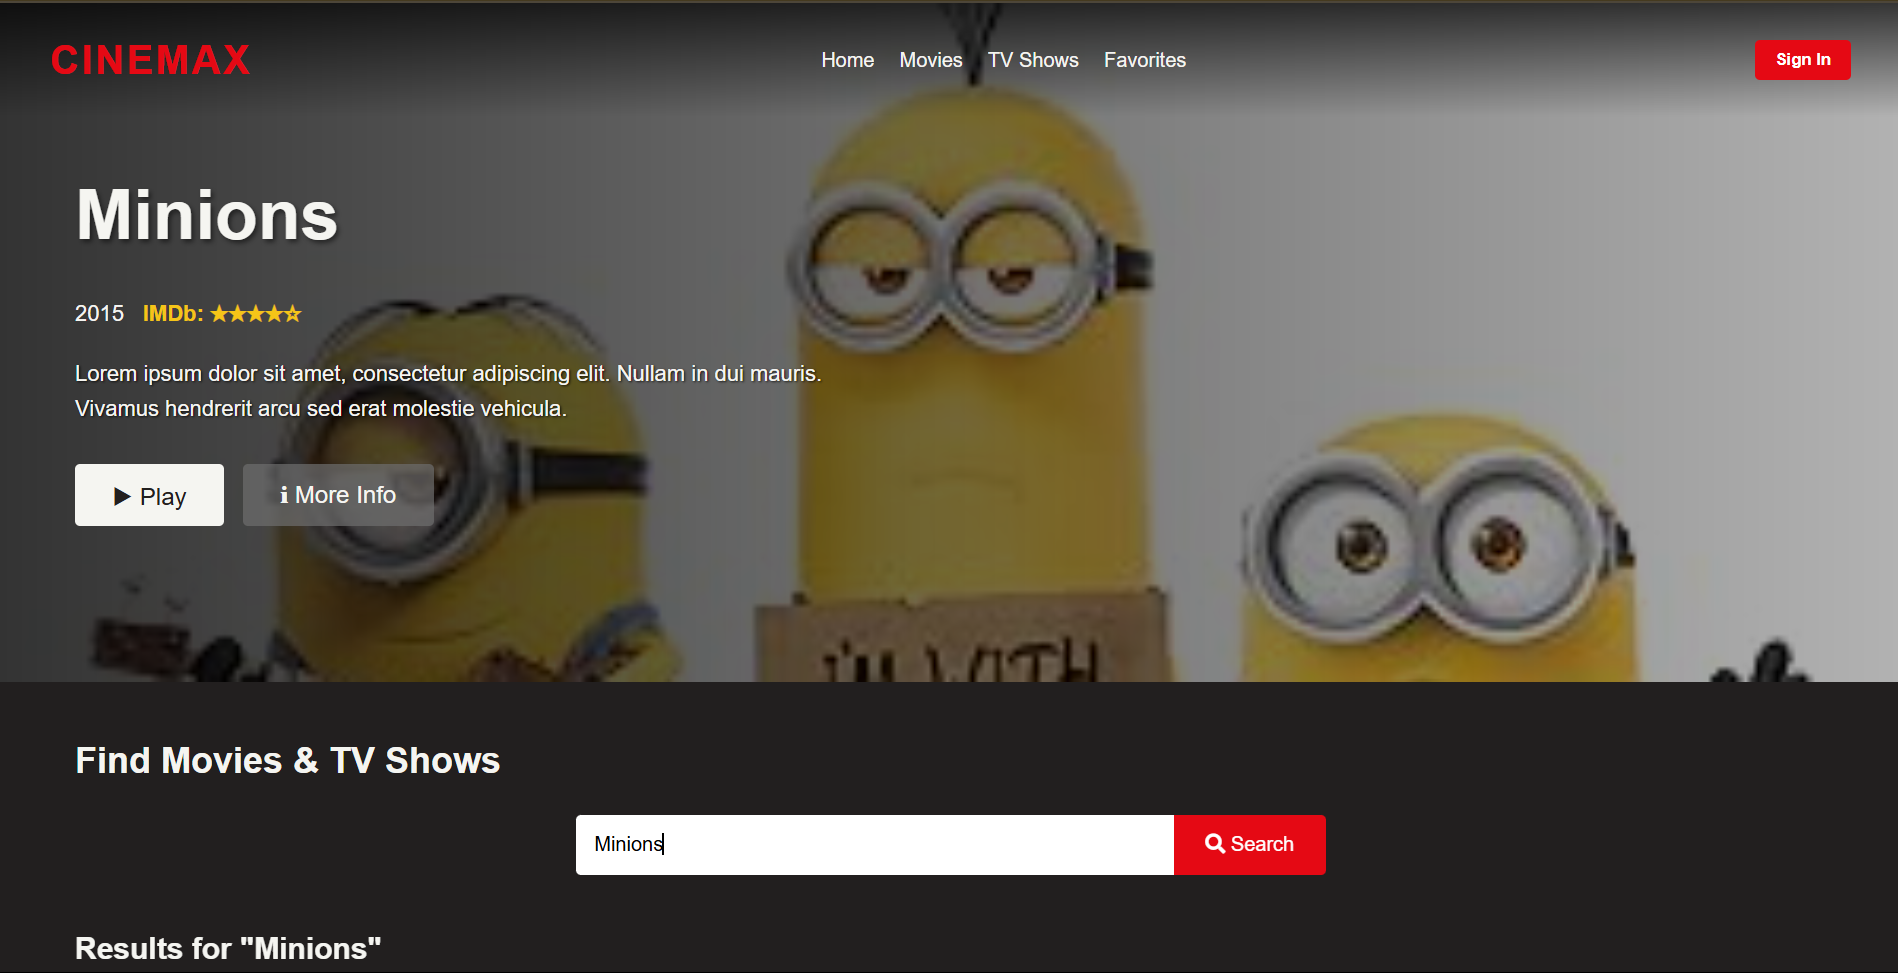 CINEMAX
Home Movies TV Shows Favorites
Sign In
Minions
2015 IMDb: ★★★★☆
Lorem ipsum dolor sit amet, consectetur adipiscing elit. Nullam in dui mauris.
Vivamus hendrerit arcu sed erat molestie vehicula.
▶ Play
ℹ More Info
I'M WITH
Find Movies & TV Shows
Minions
Search
Results for "Minions"